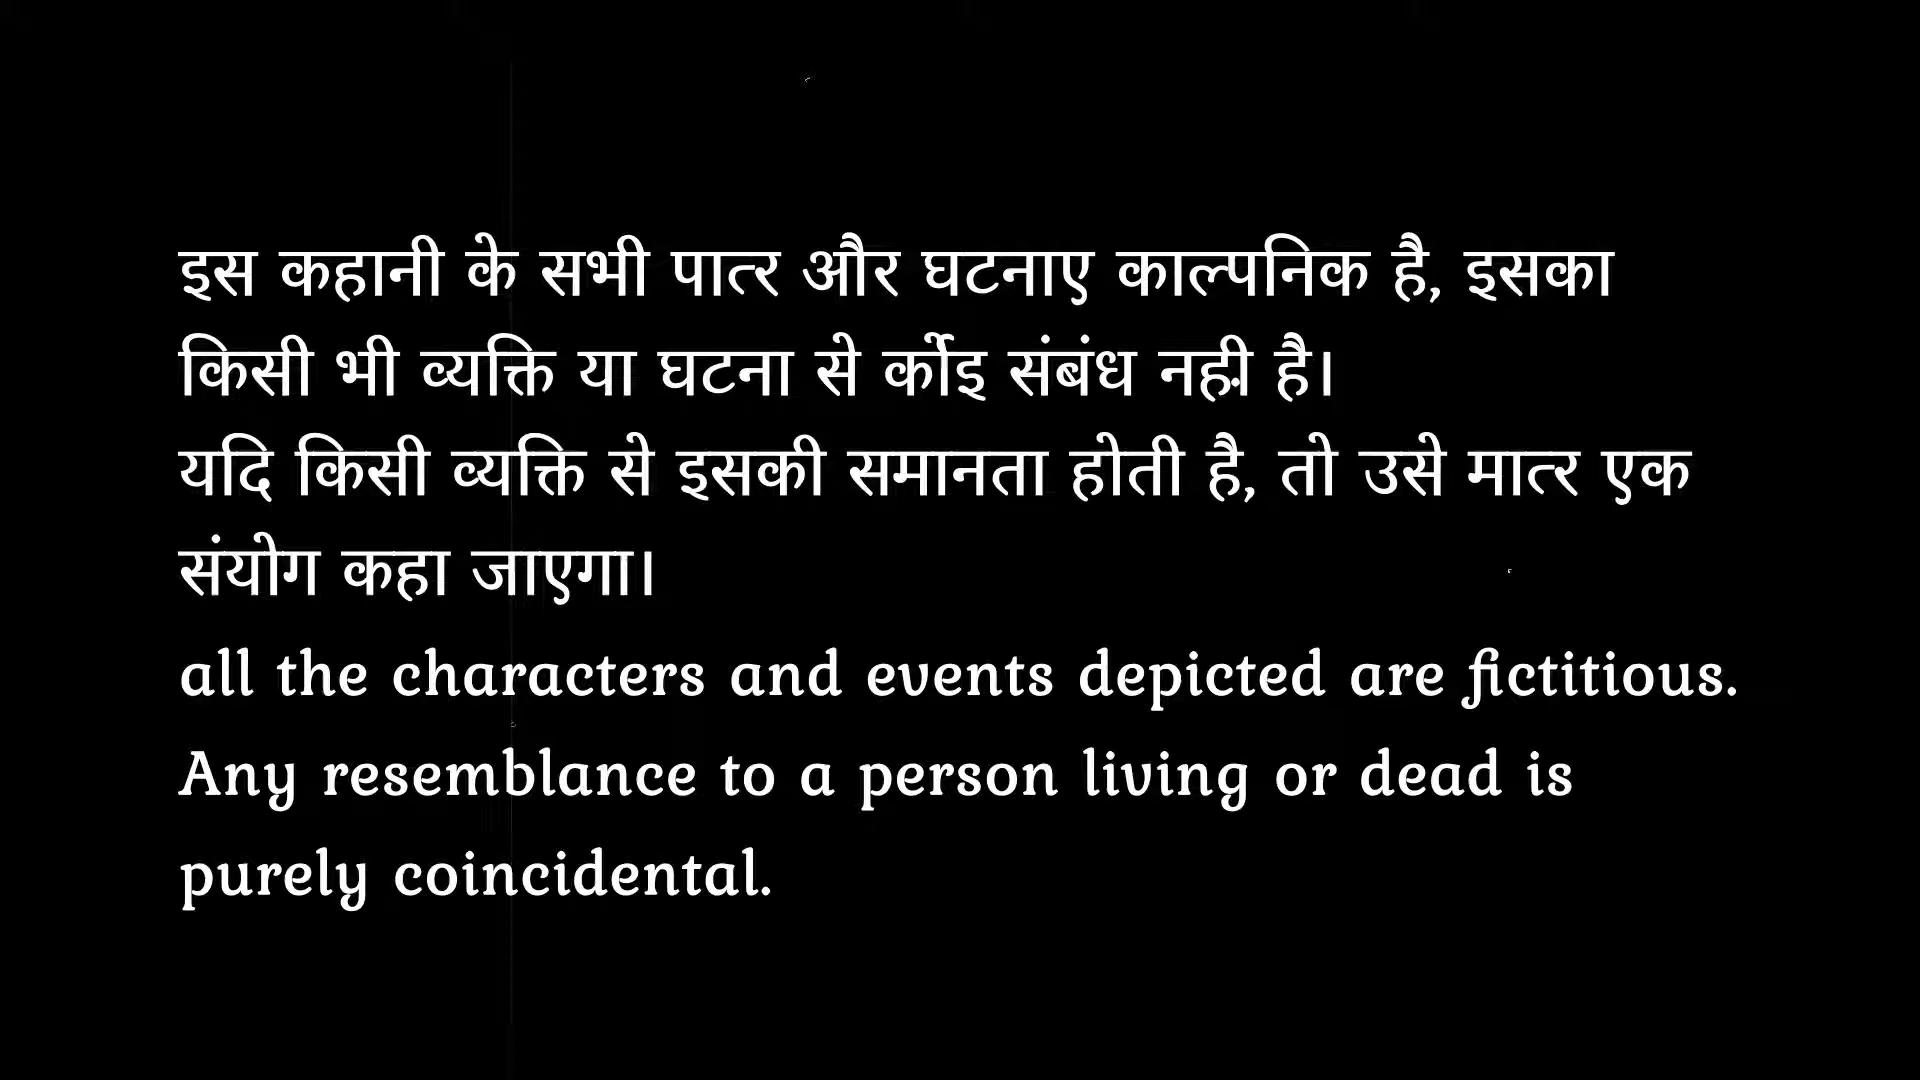 इस कहानी के सभी पात्र और घटनाए काल्पनिक है, इसका
किसी भी व्यक्ति या घटना से र्कोइ संबंध नही़ है।
यदि किसी व्यक्ति से इसकी समानता होती है, तो उसे मात्र एक
संयोग कहा जाएगा।
all the characters and events depicted are fictitious.
Any resemblance to a person living or dead is
purely coincidental.